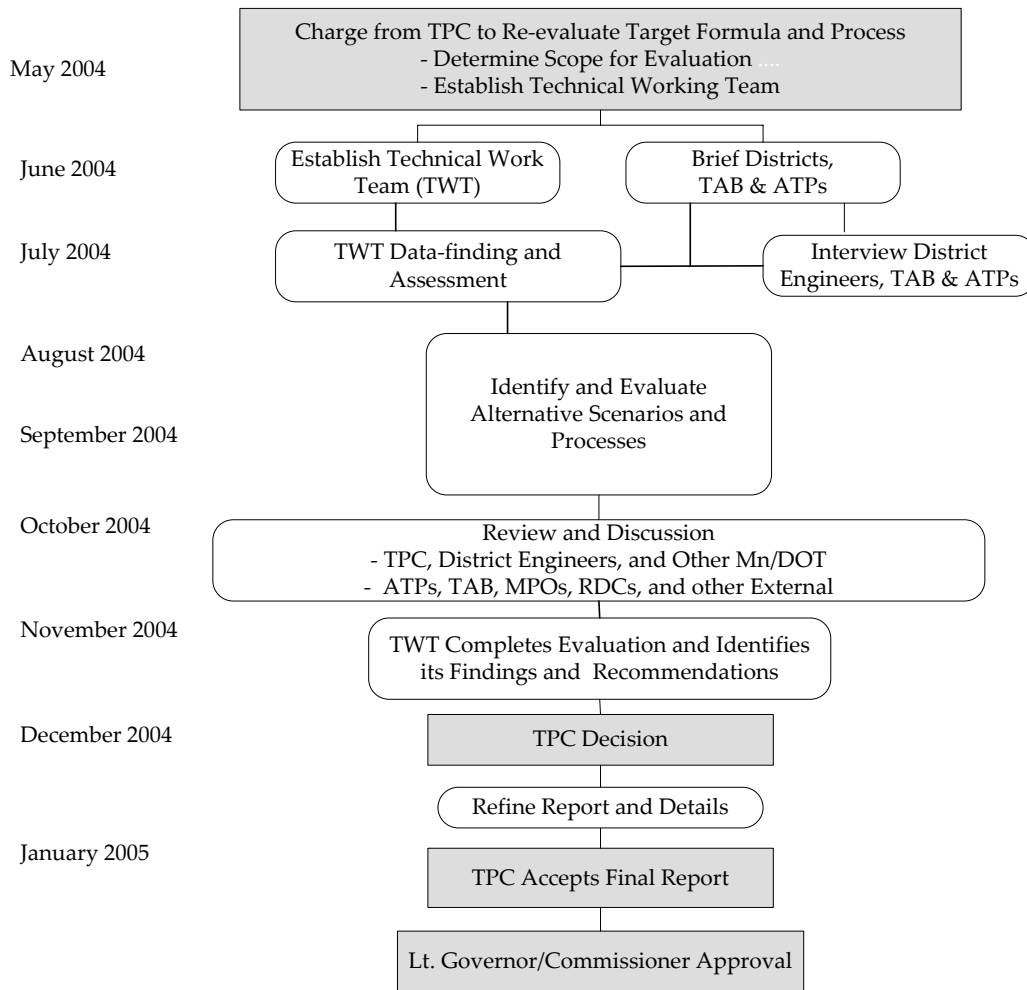 Charge from TPC to Re-evaluate Target Formula and Process
- Determine Scope for Evaluation ....
- Establish Technical Working Team
May 2004
June 2004
Establish Technical Work
Team (TWT)
Brief Districts,
TAB & ATPs
July 2004
TWT Data-finding and
Assessment
Interview District
Engineers, TAB & ATPs
August 2004
Identify and Evaluate
Alternative Scenarios and
Processes
September 2004
October 2004
Review and Discussion
- TPC, District Engineers, and Other Mn/DOT
- ATPs, TAB, MPOs, RDCs, and other External
November 2004
TWT Completes Evaluation and Identifies
its Findings and Recommendations
December 2004
TPC Decision
Refine Report and Details
January 2005
TPC Accepts Final Report
Lt. Governor/Commissioner Approval